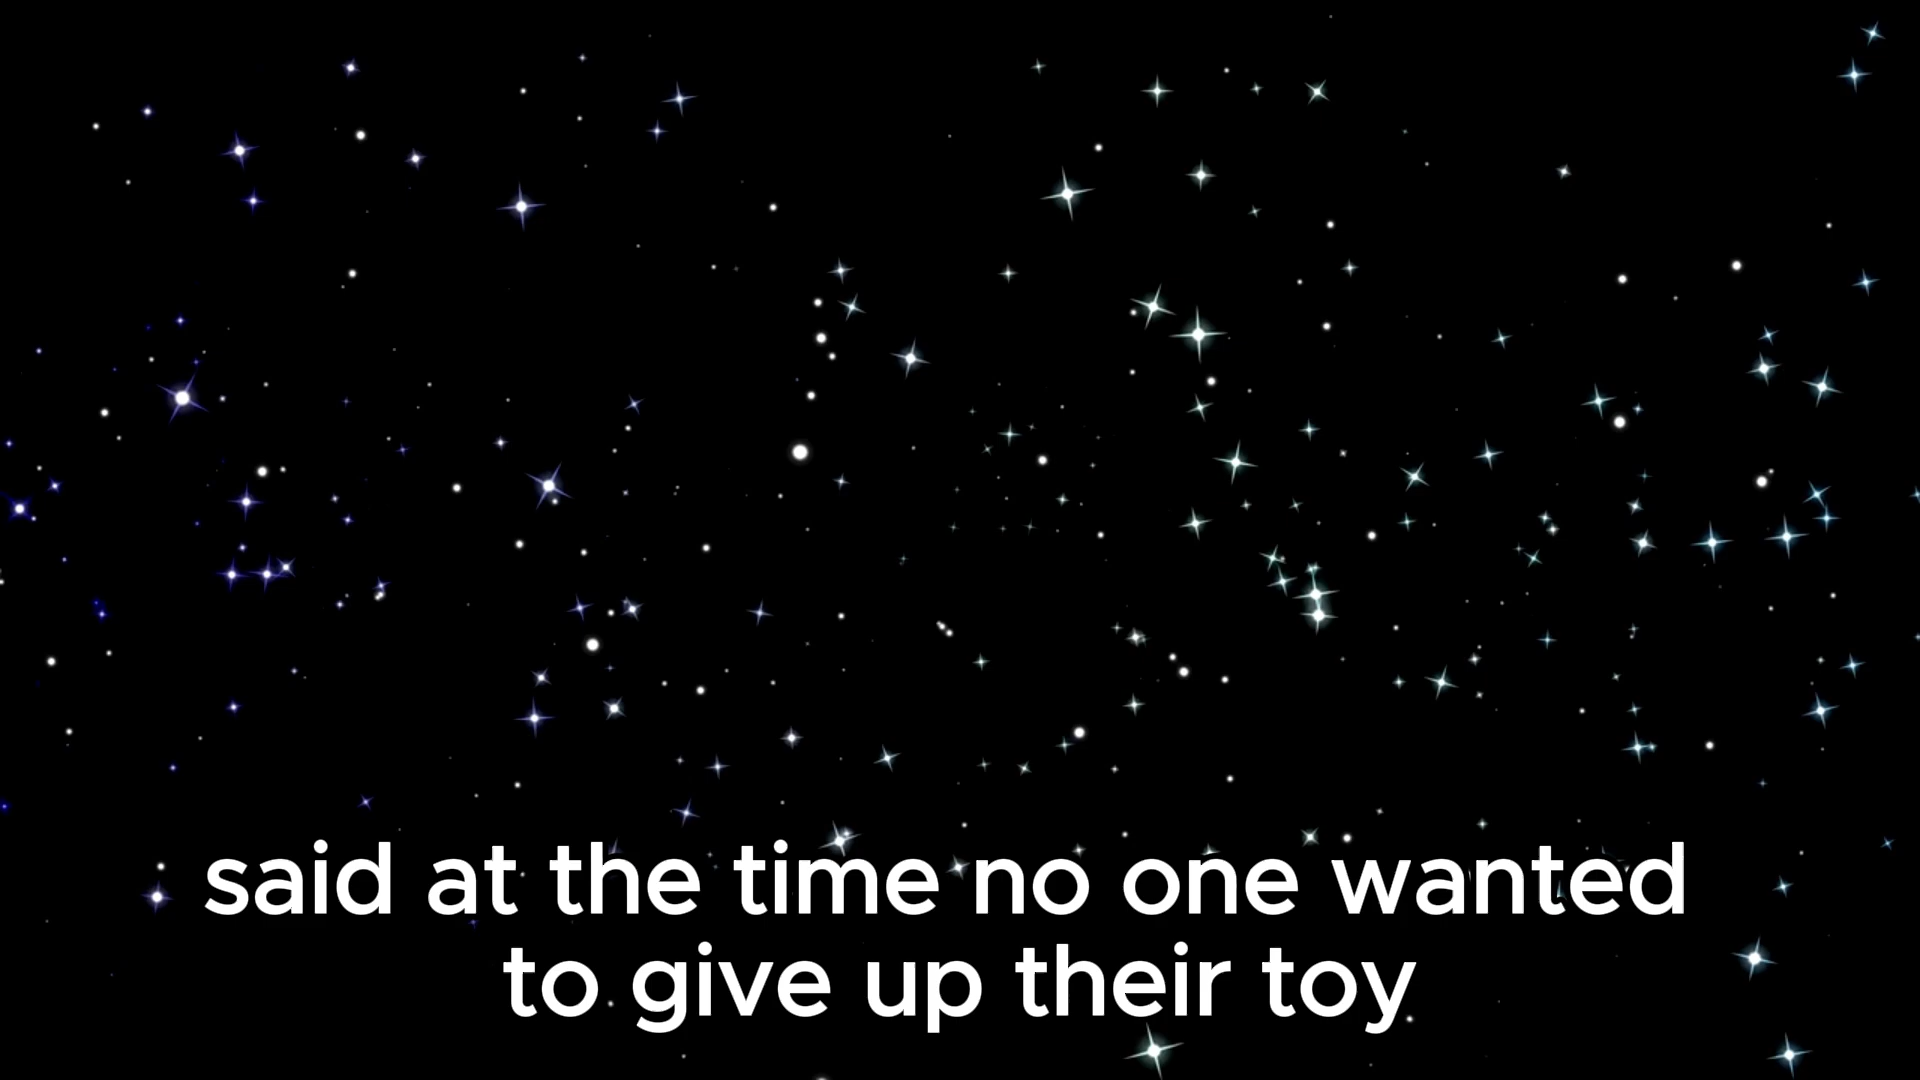 said at the time no one wanted
to give up their toy